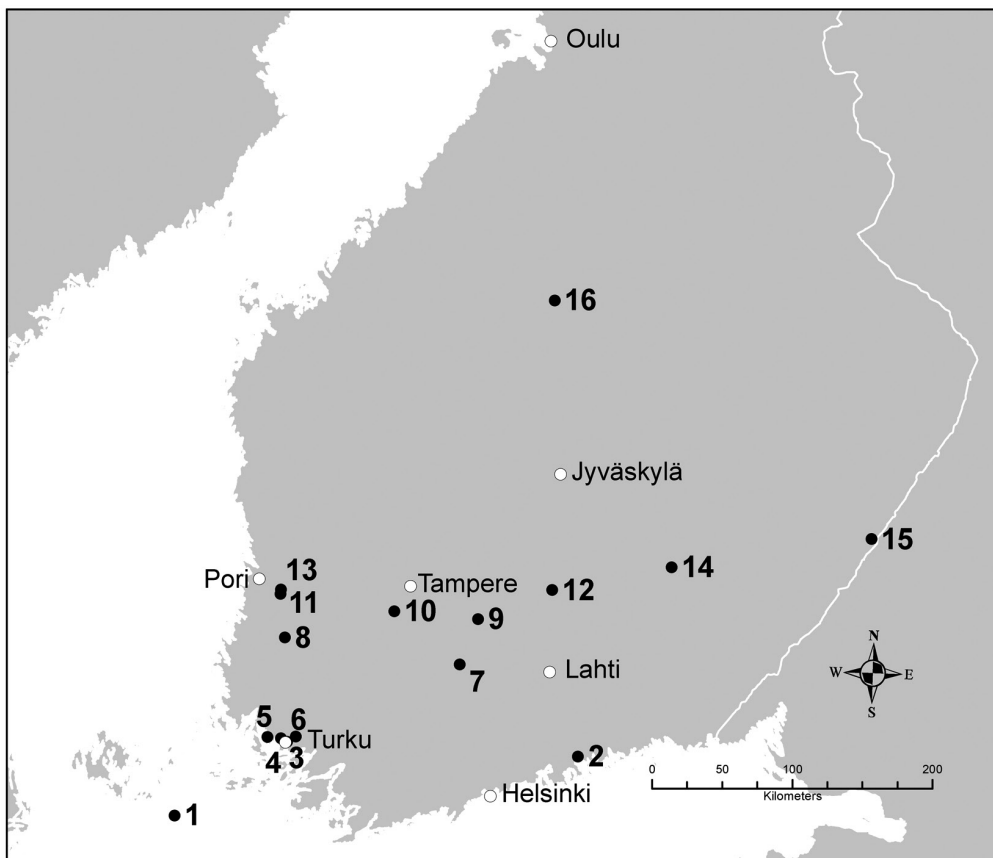 Oulu
16
Jyväskylä
15
14
Pori
13
Tampere
12
11
10
9
8
7
Lahti
N
W E
S
5 6
Turku
4 3
2
0 50 100 200
Kilometers
Helsinki
1